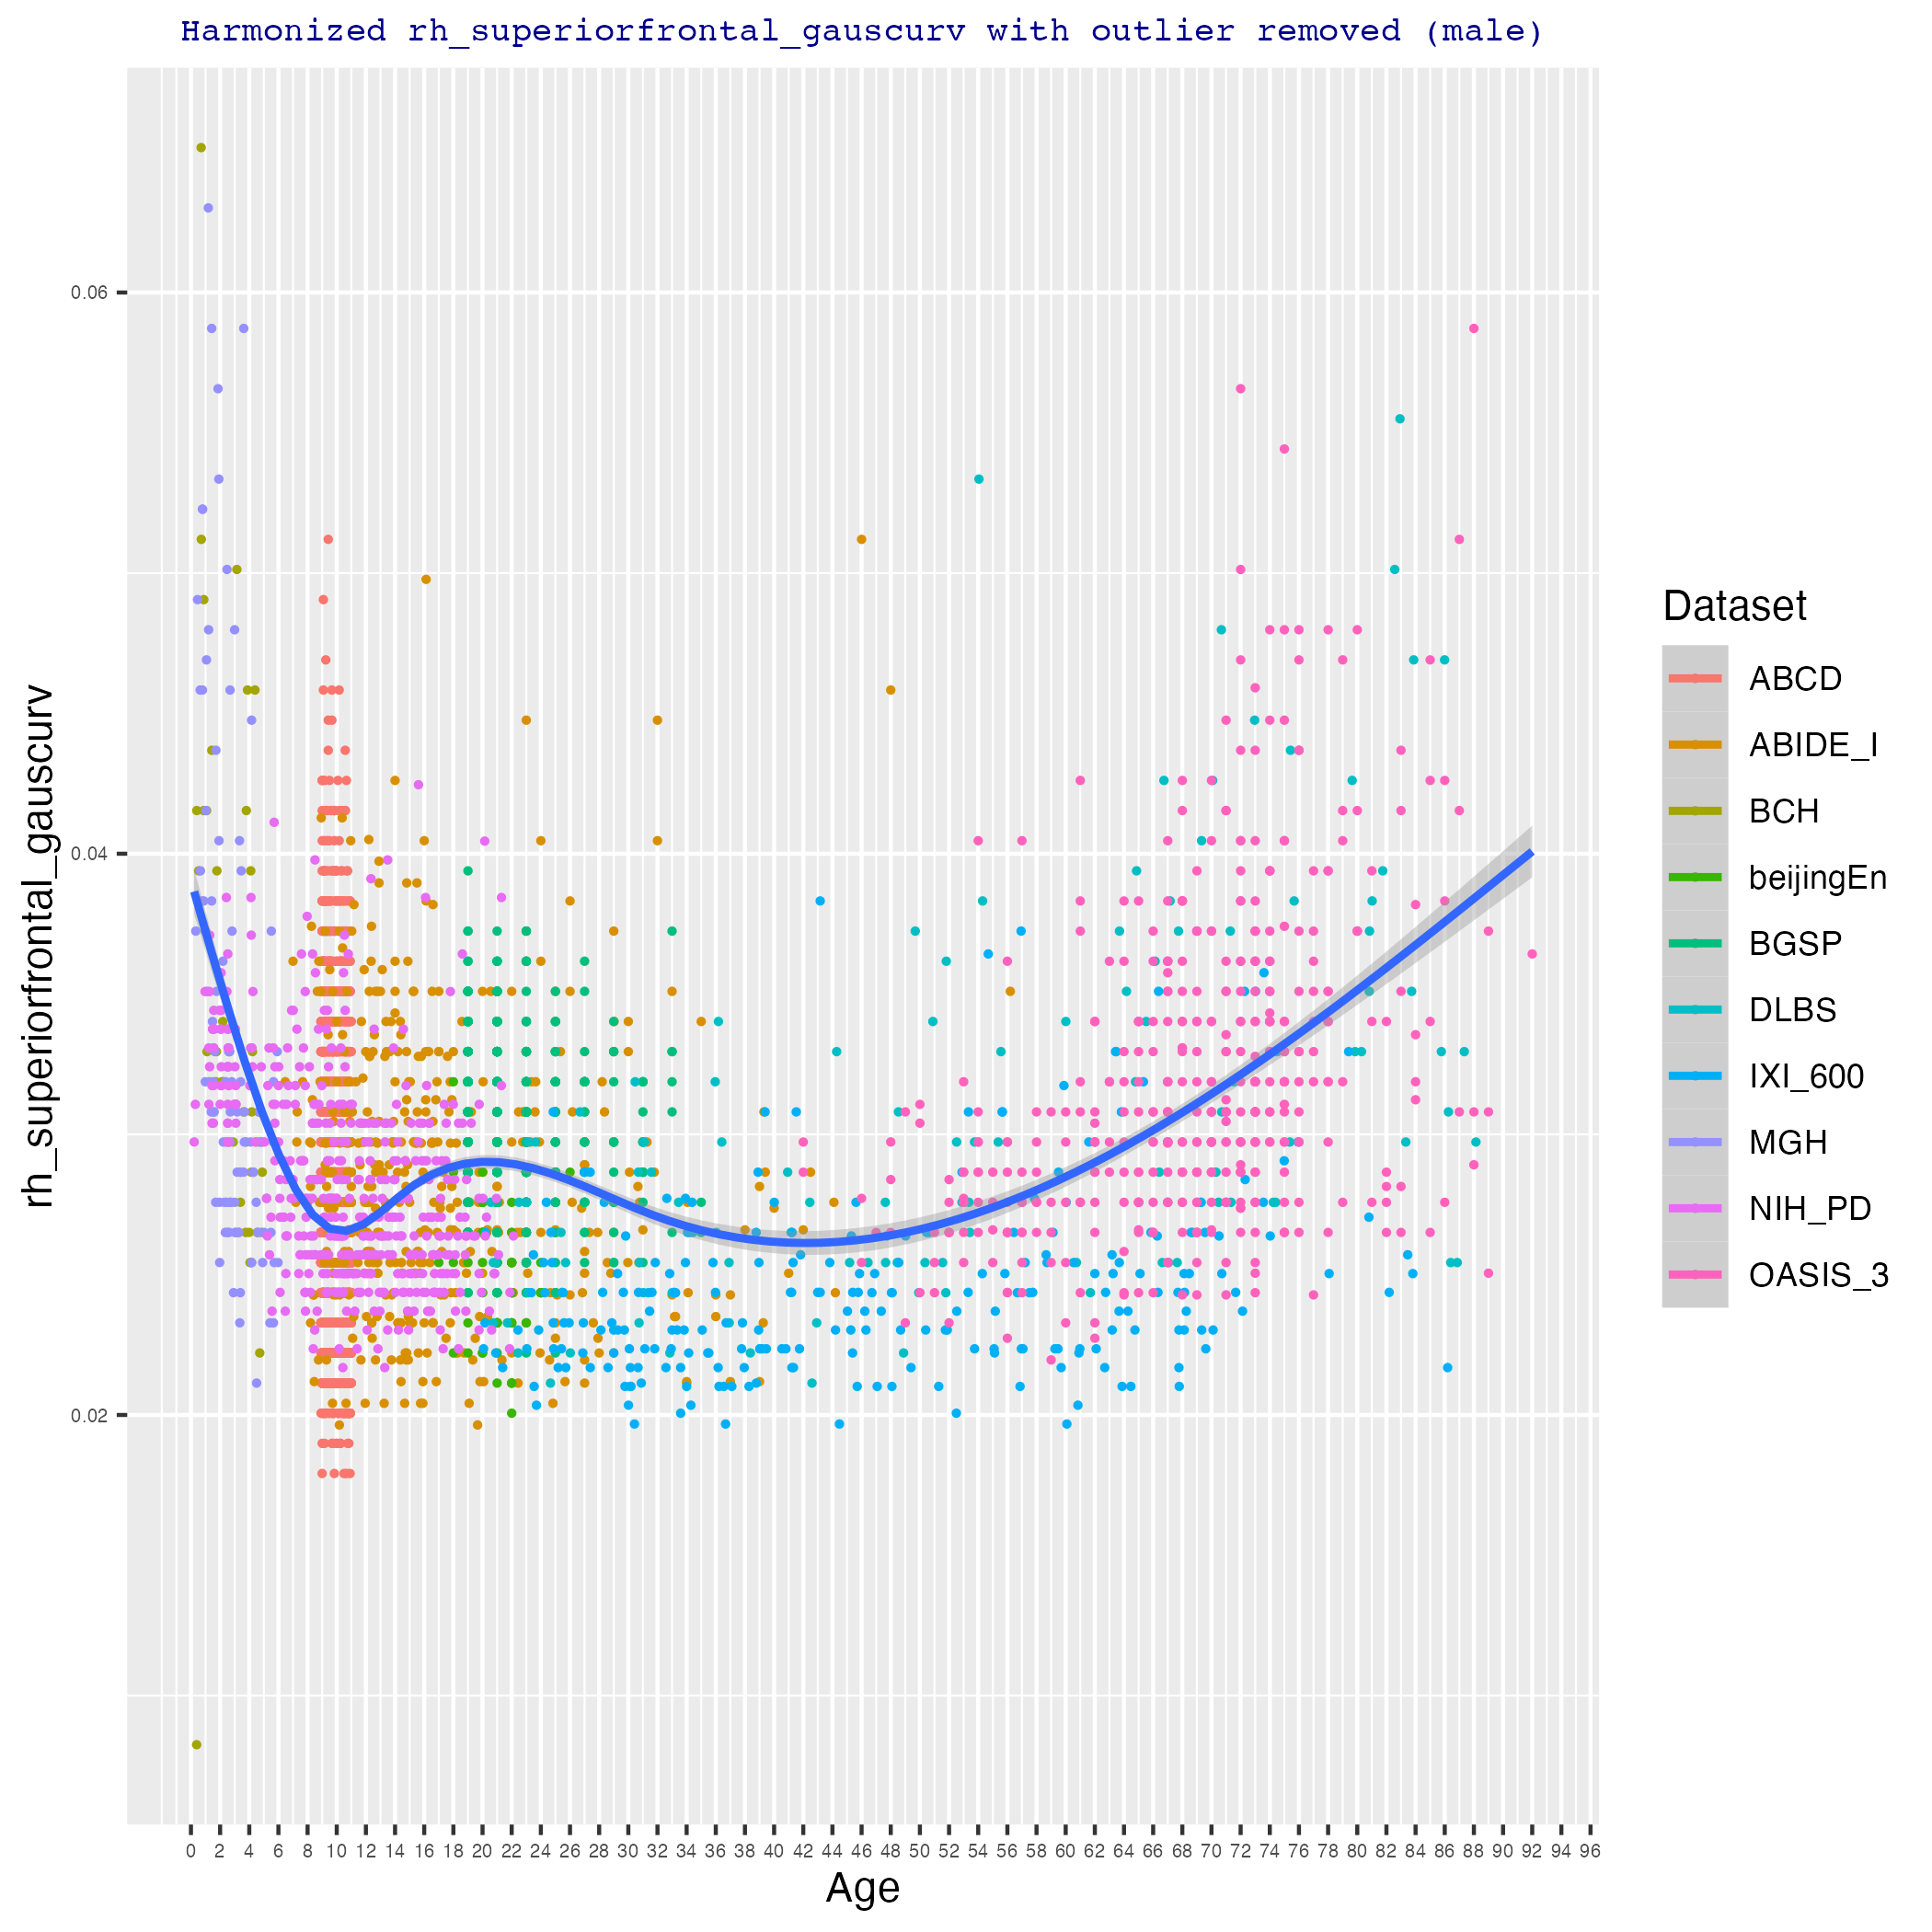 Harmonized rh_superiorfrontal_gauscurv with outlier removed (male)
rh_superiorfrontal_gauscurv
0.06
0.04
0.02
0 2 4 6 8 10 12 14 16 18 20 22 24 26 28 30 32 34 36 38 40 42 44 46 48 50 52 54 56 58 60 62 64 66 68 70 72 74 76 78 80 82 84 86 88 90 92 94 96
Age
Dataset
ABCD
ABIDE_I
BCH
beijingEn
BGSP
DLBS
IXI_600
MGH
NIH_PD
OASIS_3